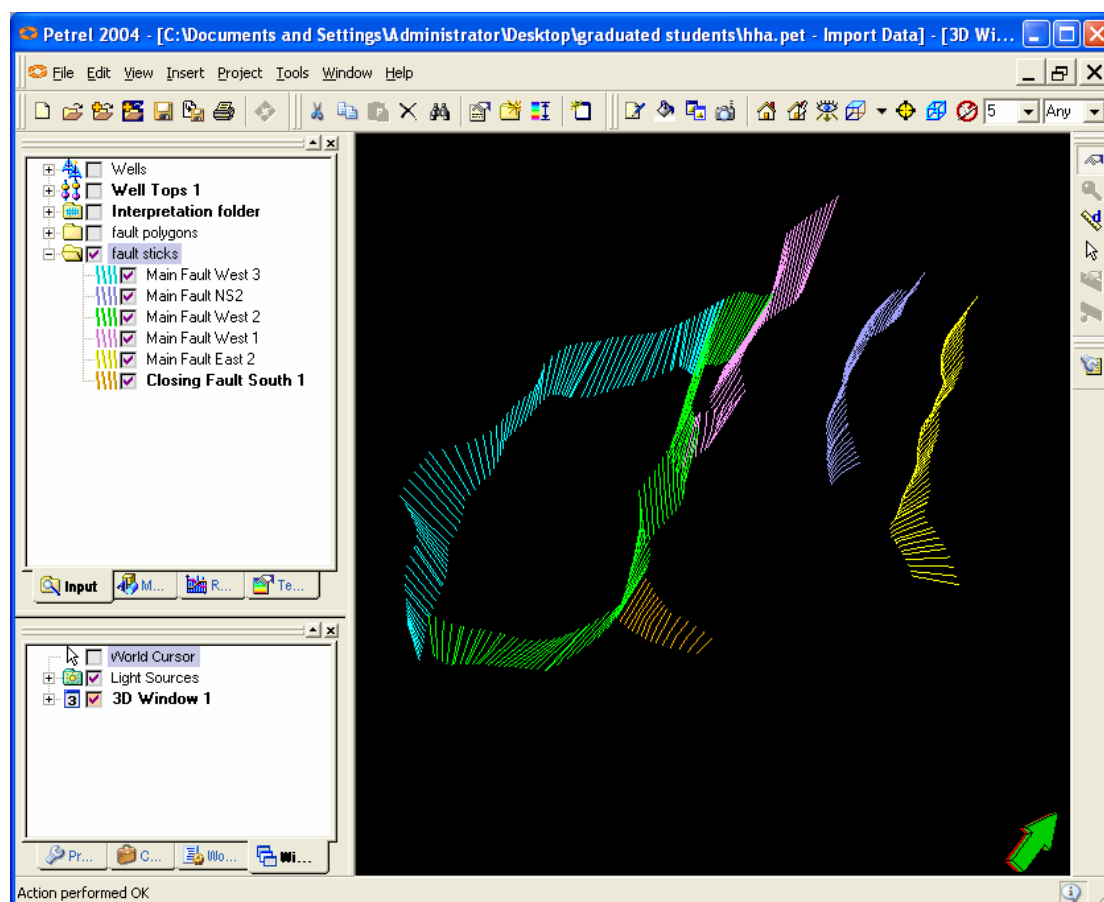 Petrel 2004 - [C:\Documents and Settings\Administrator\Desktop\graduated students\hha.pet - Import Data] - [3D Wi...
File Edit View Insert Project Tools Window Help
5 Any
Wells
Well Tops 1
Interpretation folder
fault polygons
fault sticks
Main Fault West 3
Main Fault NS2
Main Fault West 2
Main Fault West 1
Main Fault East 2
Closing Fault South 1
Input M... R... Te...
World Cursor
Light Sources
3 3D Window 1
Pr... C... Wo... Wi...
Action performed OK
d